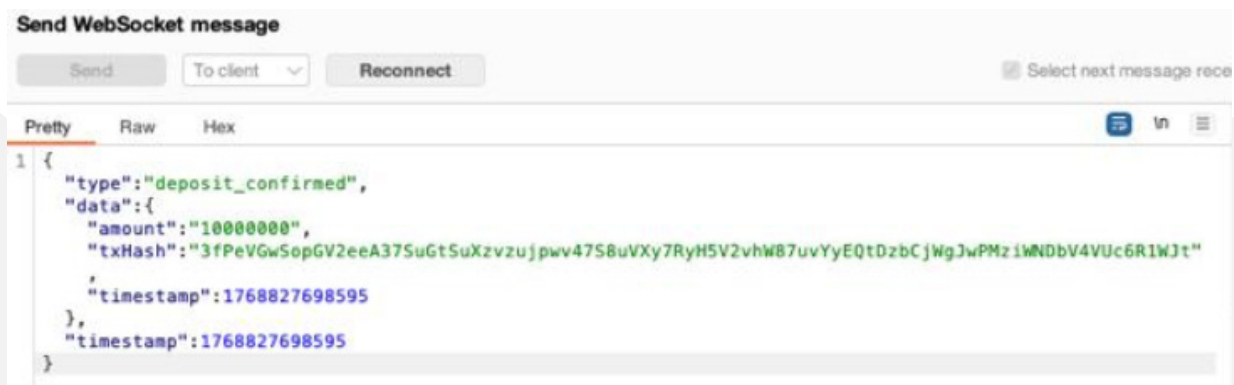 Send WebSocket message
Send To client Reconnect Select next message rece
Pretty Raw Hex \n
1 {
"type":"deposit_confirmed",
"data":{
"amount":"10000000",
"txHash":"3fPeVGwSopGV2eeA37SuGtSuXzvzujpwv47S8uVXy7RyH5V2vhW87uvYyEQtDzbCjWgJwPMziWNDbV4VUc6R1WJt"
,
"timestamp":1768827698595
},
"timestamp":1768827698595
}